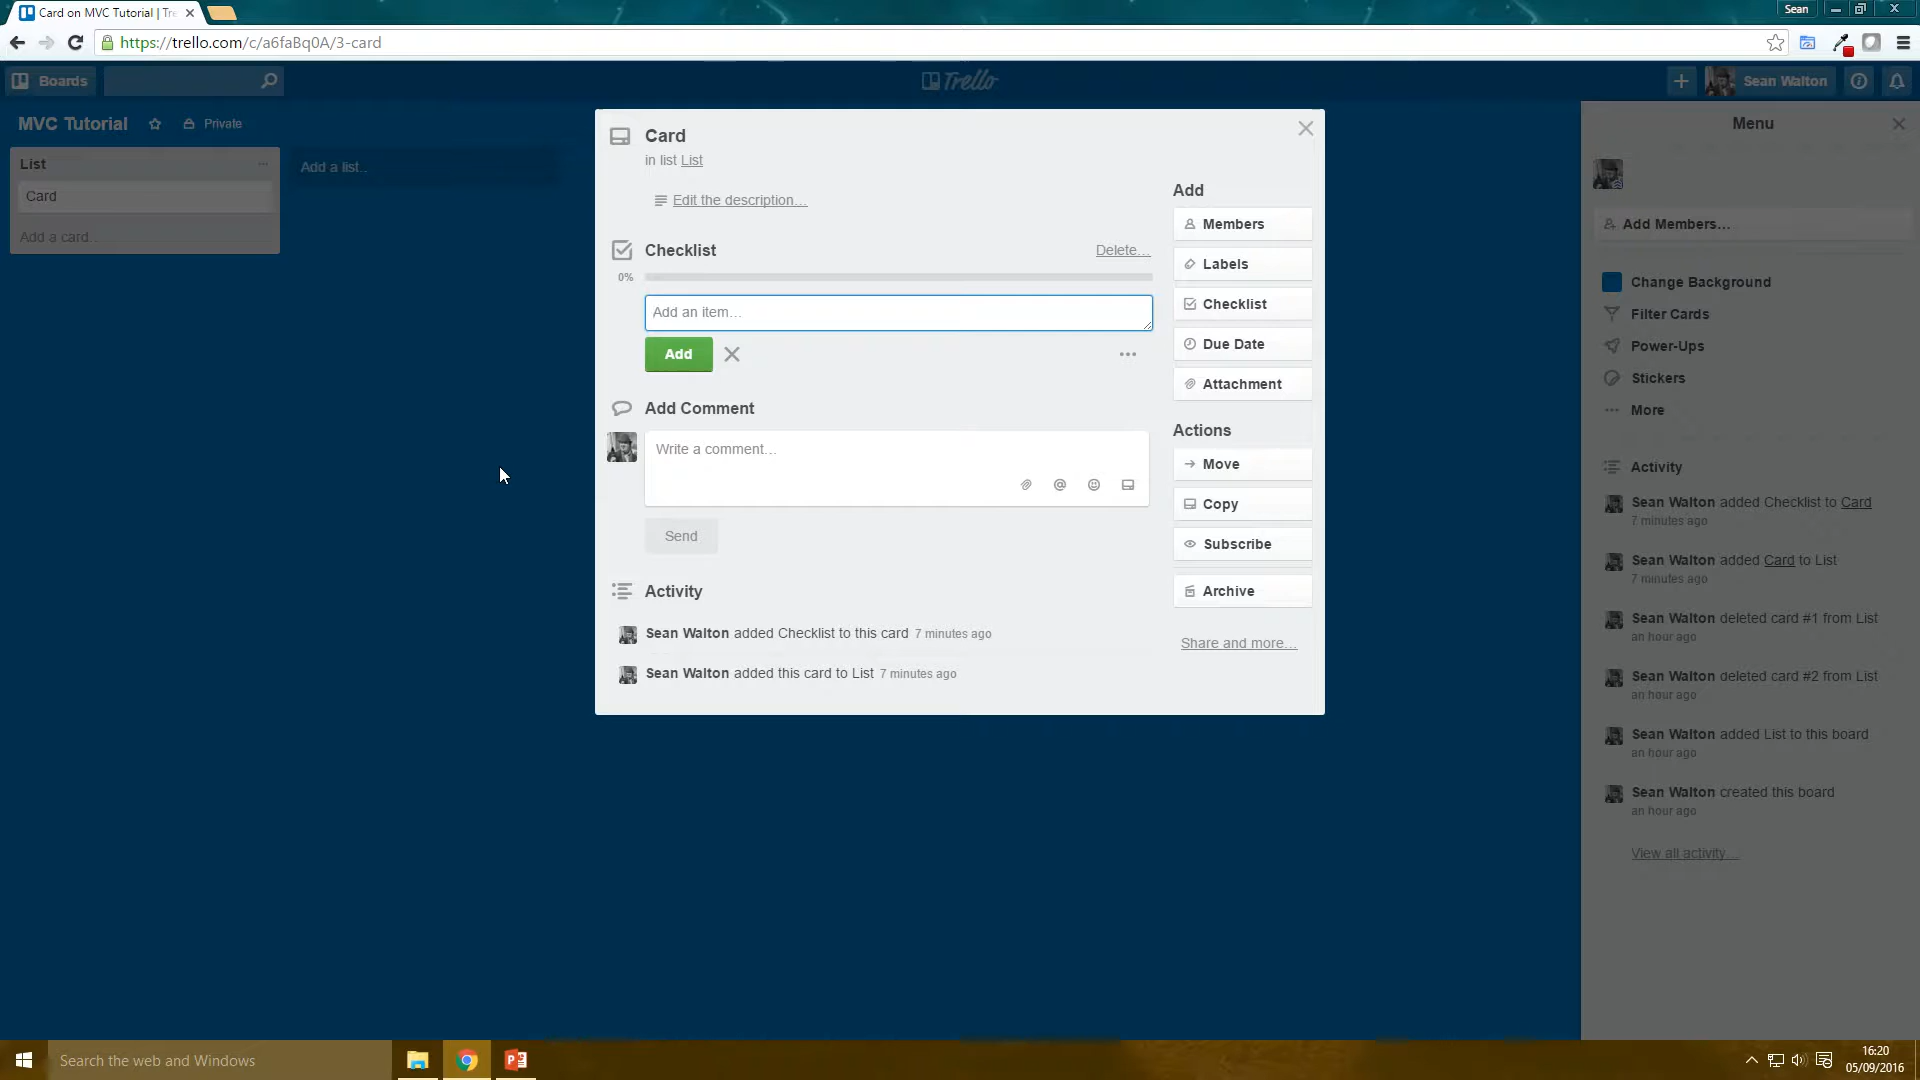 Card on MVC Tutorial | Tre
Sean
https://trello.com/c/a6faBq0A/3-card
Boards
Trello
Sean Walton
MVC Tutorial
Private
List
Card
Add a card...
Add a list...
Card
in list List
Edit the description…
Checklist
Delete…
0%
Add an item…
Add
Add Comment
Write a comment…
Send
Activity
Sean Walton added Checklist to this card 7 minutes ago
Sean Walton added this card to List 7 minutes ago
Add
Members
Labels
Checklist
Due Date
Attachment
Actions
Move
Copy
Subscribe
Archive
Share and more…
Menu
Add Members…
Change Background
Filter Cards
Power-Ups
Stickers
More
Activity
Sean Walton added Checklist to Card
7 minutes ago
Sean Walton added Card to List
7 minutes ago
Sean Walton deleted card #1 from List
an hour ago
Sean Walton deleted card #2 from List
an hour ago
Sean Walton added List to this board
an hour ago
Sean Walton created this board
an hour ago
View all activity…
Search the web and Windows
16:20
05/09/2016